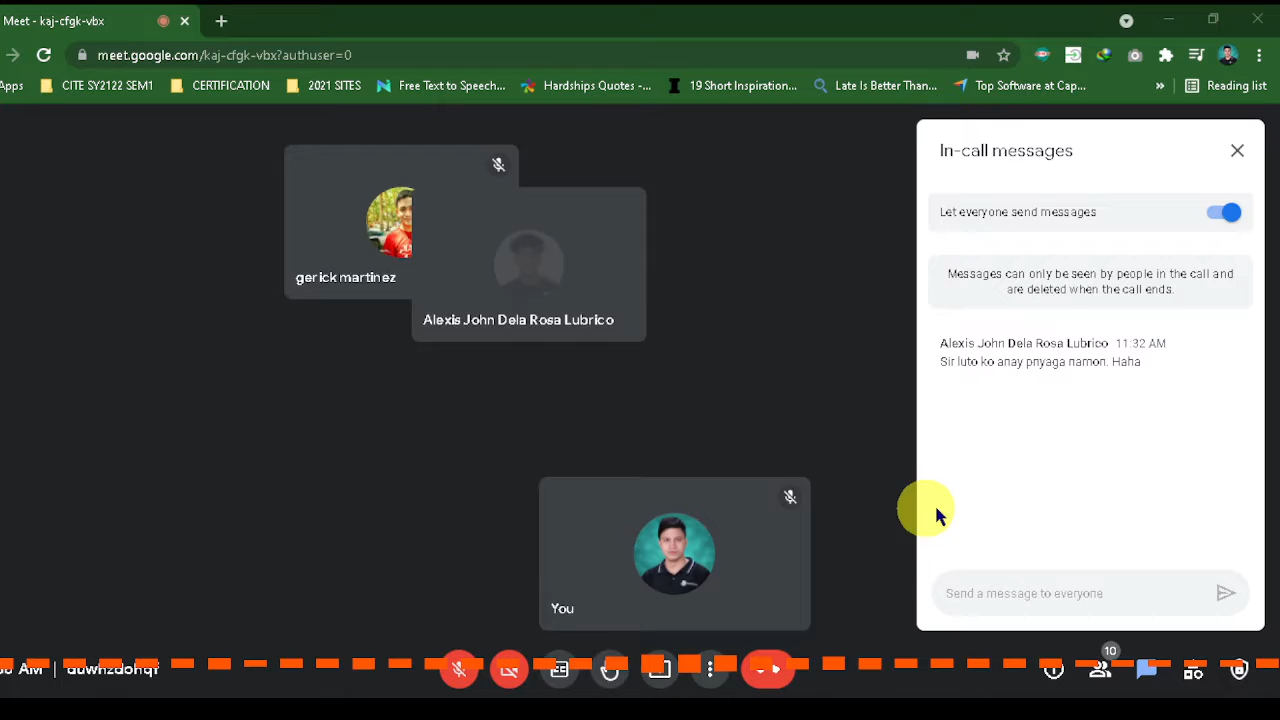 Meet - kaj-cfgk-vbx
meet.google.com/kaj-cfgk-vbx?authuser=0
Apps
CITE SY2122 SEM1
CERTIFICATION
2021 SITES
Free Text to Speech...
Hardships Quotes -...
19 Short Inspiration...
Late Is Better Than...
Top Software at Cap...
»
Reading list
In-call messages
Let everyone send messages
Messages can only be seen by people in the call and
are deleted when the call ends.
gerick martinez
Alexis John Dela Rosa Lubrico
Alexis John Dela Rosa Lubrico 11:32 AM
Sir luto ko anay pnyaga namon. Haha
You
Send a message to everyone
10
AM